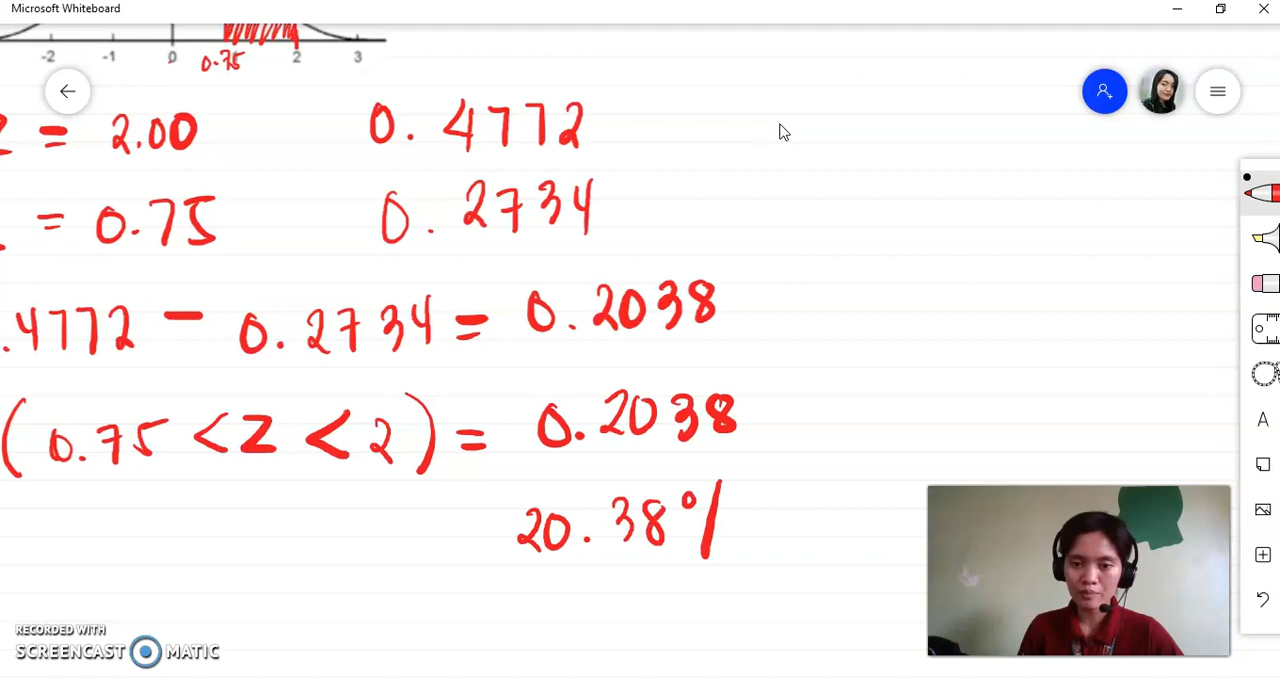 Microsoft Whiteboard
-2 -1 0 2 3
0.75
= 2.00 0.4772
= 0.75 0.2734
.4772 - 0.2734 = 0.2038
(0.75 < Z < 2) = 0.2038
20.38%
A
RECORDED WITH
SCREENCAST MATIC